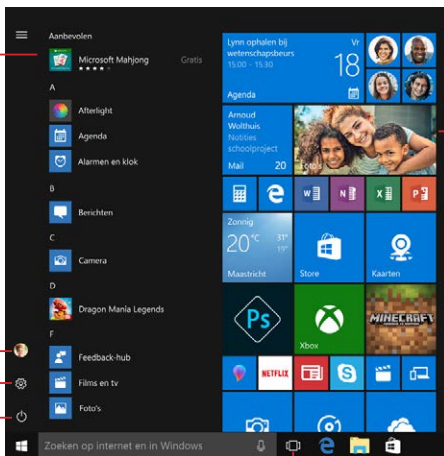 Aanbevolen
Microsoft Mahjong
Gratis
A
Afterlight
Agenda
Alarmen en klok
B
Berichten
C
Camera
D
Dragon Mania Legends
F
Feedback-hub
Films en tv
Foto's
Zoeken op internet en in Windows
Lynn ophalen bij
wetenschapsbeurs
15:00 - 15:30
Vr
18
Agenda
Arnoud
Wolthuis
Notities
schoolproject
Mail 20
Foto's
W
N
X
P
Zonnig
20°C 31°
19°
Maastricht
Store
Kaarten
Ps
Xbox
MINECRAFT
NETFLIX
S